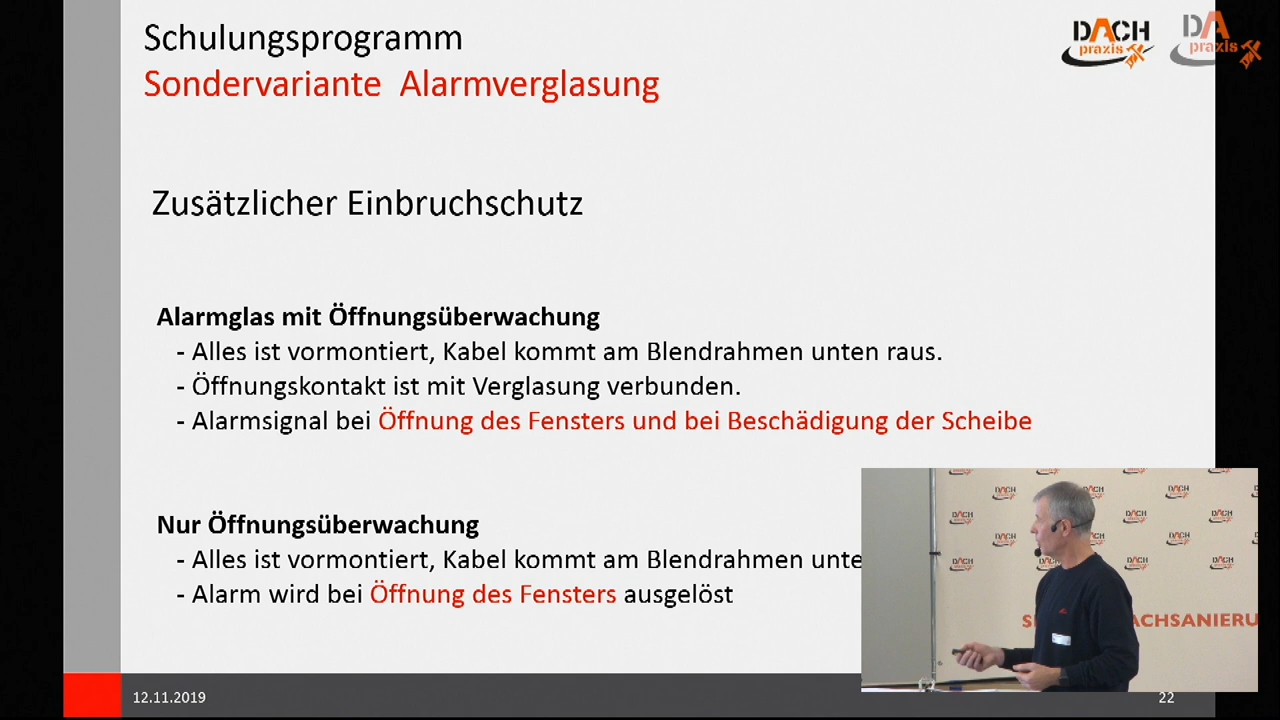 Schulungsprogramm
Sondervariante Alarmverglasung
DACH
praxis
DA
praxis
Zusätzlicher Einbruchschutz
Alarmglas mit Öffnungsüberwachung
- Alles ist vormontiert, Kabel kommt am Blendrahmen unten raus.
- Öffnungskontakt ist mit Verglasung verbunden.
- Alarmsignal bei Öffnung des Fensters und bei Beschädigung der Scheibe
Nur Öffnungsüberwachung
- Alles ist vormontiert, Kabel kommt am Blendrahmen unte
- Alarm wird bei Öffnung des Fensters ausgelöst
DACH
ACHSANIERU
12.11.2019
22